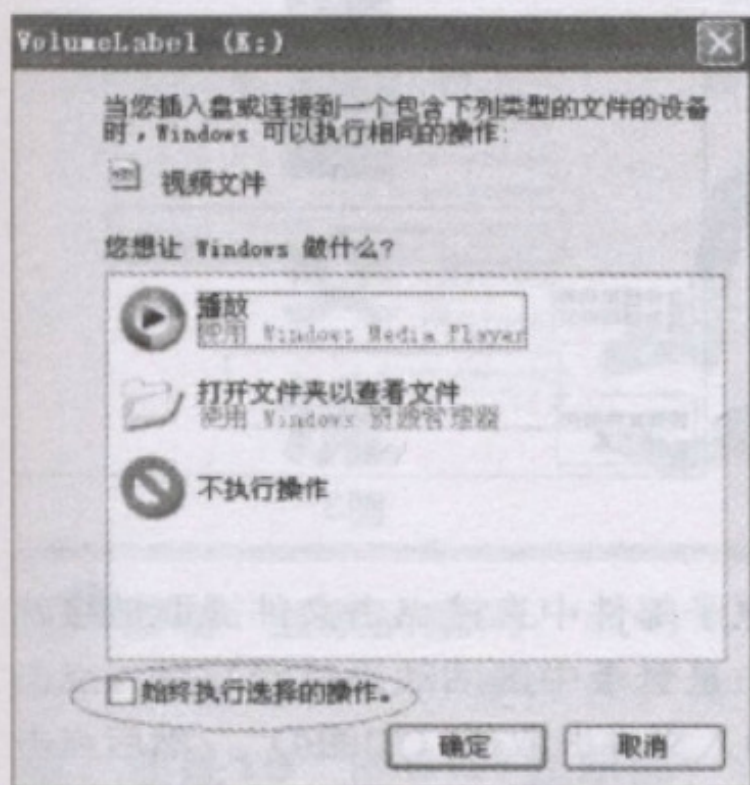 VolumeLabel (K:)
当您插入盘或连接到一个包含下列类型的文件的设备
时，Windows 可以执行相同的操作:
视频文件
您想让 Windows 做什么?
播放
使用 Windows Media Player
打开文件夹以查看文件
使用 Windows 资源管理器
不执行操作
始终执行选择的操作。
确定
取消